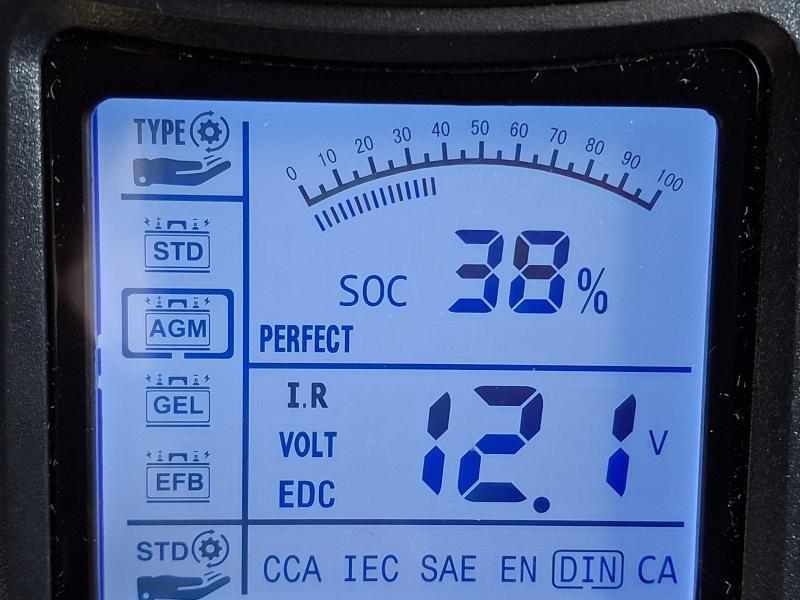 TYPE
0 10 20 30 40 50 60 70 80 90 100
STD
SOC 38%
AGM
PERFECT
I.R
GEL
VOLT 12.1 V
EFB
EDC
STD
CCA IEC SAE EN DIN CA